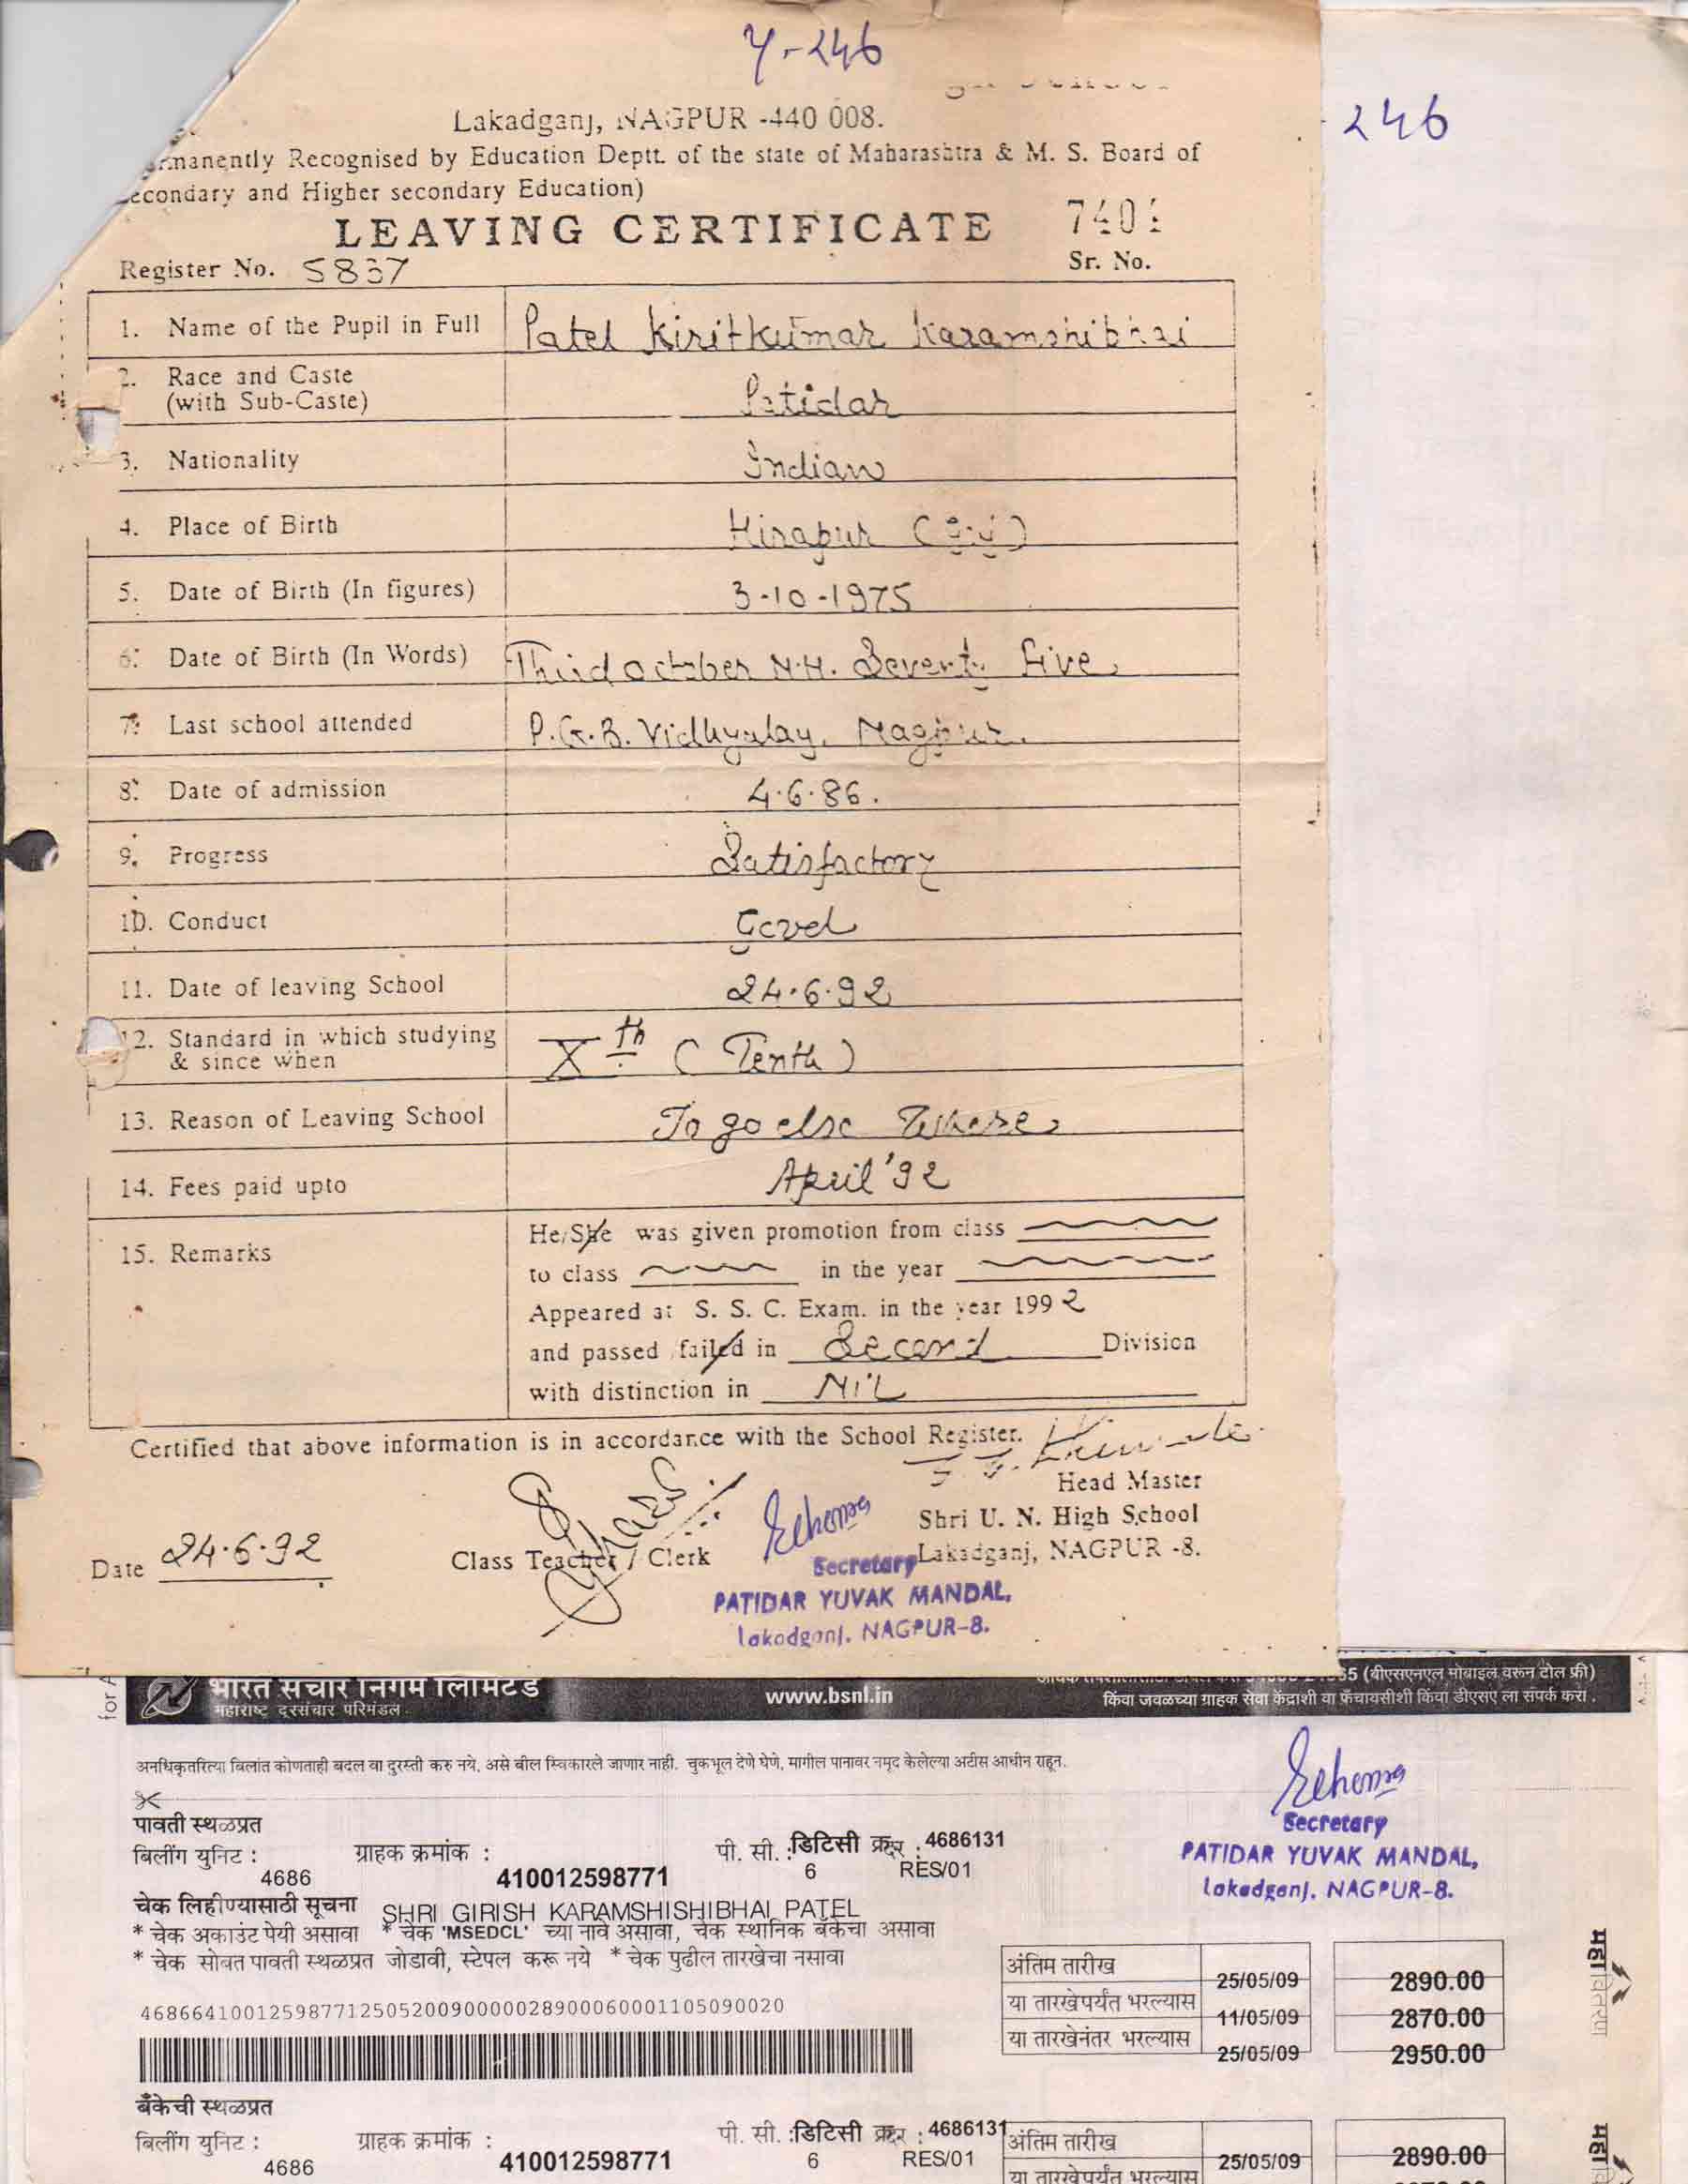 Y-246
246
Lakadganj, NAGPUR -440 008.
Recognised by Education Deptt. of the state of Maharashtra & M. S. Board of
and Higher secondary Education)
LEAVING CERTIFICATE
Sr. No.
Register No. 5837
1. Name of the Pupil in Full Patel Kiritkumar Karamshibhai
2. Race and Caste
(with Sub-Caste) Patidar
3. Nationality Indian
4. Place of Birth Hirapur (Guj)
5. Date of Birth (In figures) 3-10-1975
6. Date of Birth (In Words) Third october N.H. Seventy Five
7. Last school attended P.G.B. Vidhyalay, Nagpur.
8. Date of admission 4.6.86.
9. Progress Satisfactory
10. Conduct Good
11. Date of leaving School 24.6.92
12. Standard in which studying
& since when Xth (Tenth)
13. Reason of Leaving School To go else Where
14. Fees paid upto April '92
15. Remarks
He/She was given promotion from class
to class in the year
Appeared at S. S. C. Exam. in the year 1992
and passed failed in Second Division
with distinction in NIL
Certified that above information is in accordance with the School Register.
Head Master
Shri U. N. High School
Lakadganj, NAGPUR -8.
Date 24.6.92
Class Teacher / Clerk
Secretary
PATIDAR YUVAK MANDAL,
Lakadganj, NAGPUR-8.
for A
भारत संचार निगम लिमिटेड
महाराष्ट्र दूरसंचार परिमंडल
www.bsnl.in
(बीएसएनएल मोबाइल वरून टोल फ्री)
किंवा जवळच्या ग्राहक सेवा केंद्राशी वा फ्रॅंचायसीशी किंवा डीएसए ला संपर्क करा .
अनधिकृतरित्या बिलांत कोणताही बदल वा दुरस्ती करु नये, असे बील स्विकारले जाणार नाही. चुकभूल देणे घेणे, मागील पानावर नमूद केलेल्या अटीस आधीन राहून.
Secretary
PATIDAR YUVAK MANDAL,
Lakadganj, NAGPUR-8.
पावती स्थळप्रत
बिलींग युनिट : 4686
ग्राहक क्रमांक : 410012598771
पी. सी. : 6
डिटिसी क्र. : 4686131
RES/01
चेक लिहीण्यासाठी सूचना SHRI GIRISH KARAMSHISHIBHAI PATEL
* चेक अकाउंट पेयी असावा * चेक 'MSEDCL' च्या नावे असावा, चेक स्थानिक बँकेचा असावा
* चेक सोबत पावती स्थळप्रत जोडावी, स्टेपल करू नये * चेक पुढील तारखेचा नसावा
अंतिम तारीख 25/05/09 2890.00
या तारखेपर्यंत भरल्यास 11/05/09 2870.00
या तारखेनंतर भरल्यास 25/05/09 2950.00
महावितरण
बँकेची स्थळप्रत
बिलींग युनिट : 4686
ग्राहक क्रमांक : 410012598771
पी. सी. : 6
डिटिसी क्र. : 4686131
RES/01
अंतिम तारीख 25/05/09 2890.00
या तारखेपर्यंत भरल्यास
महा